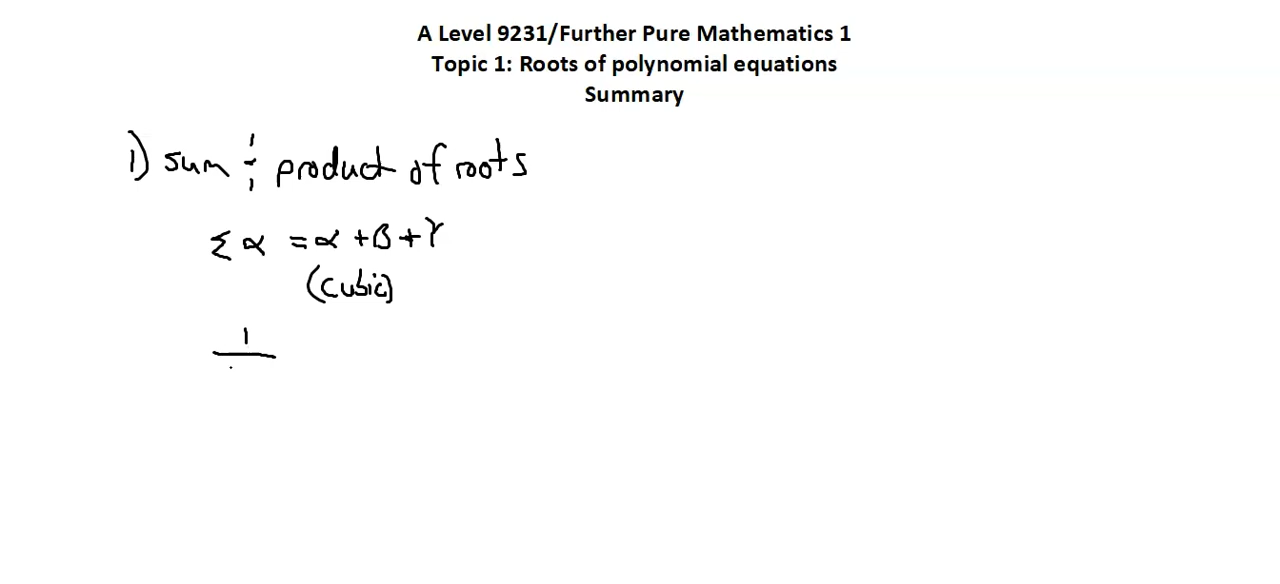 A Level 9231/Further Pure Mathematics 1
Topic 1: Roots of polynomial equations
Summary
1) sum & product of roots
Σ α = α + β + γ
(cubic)
1